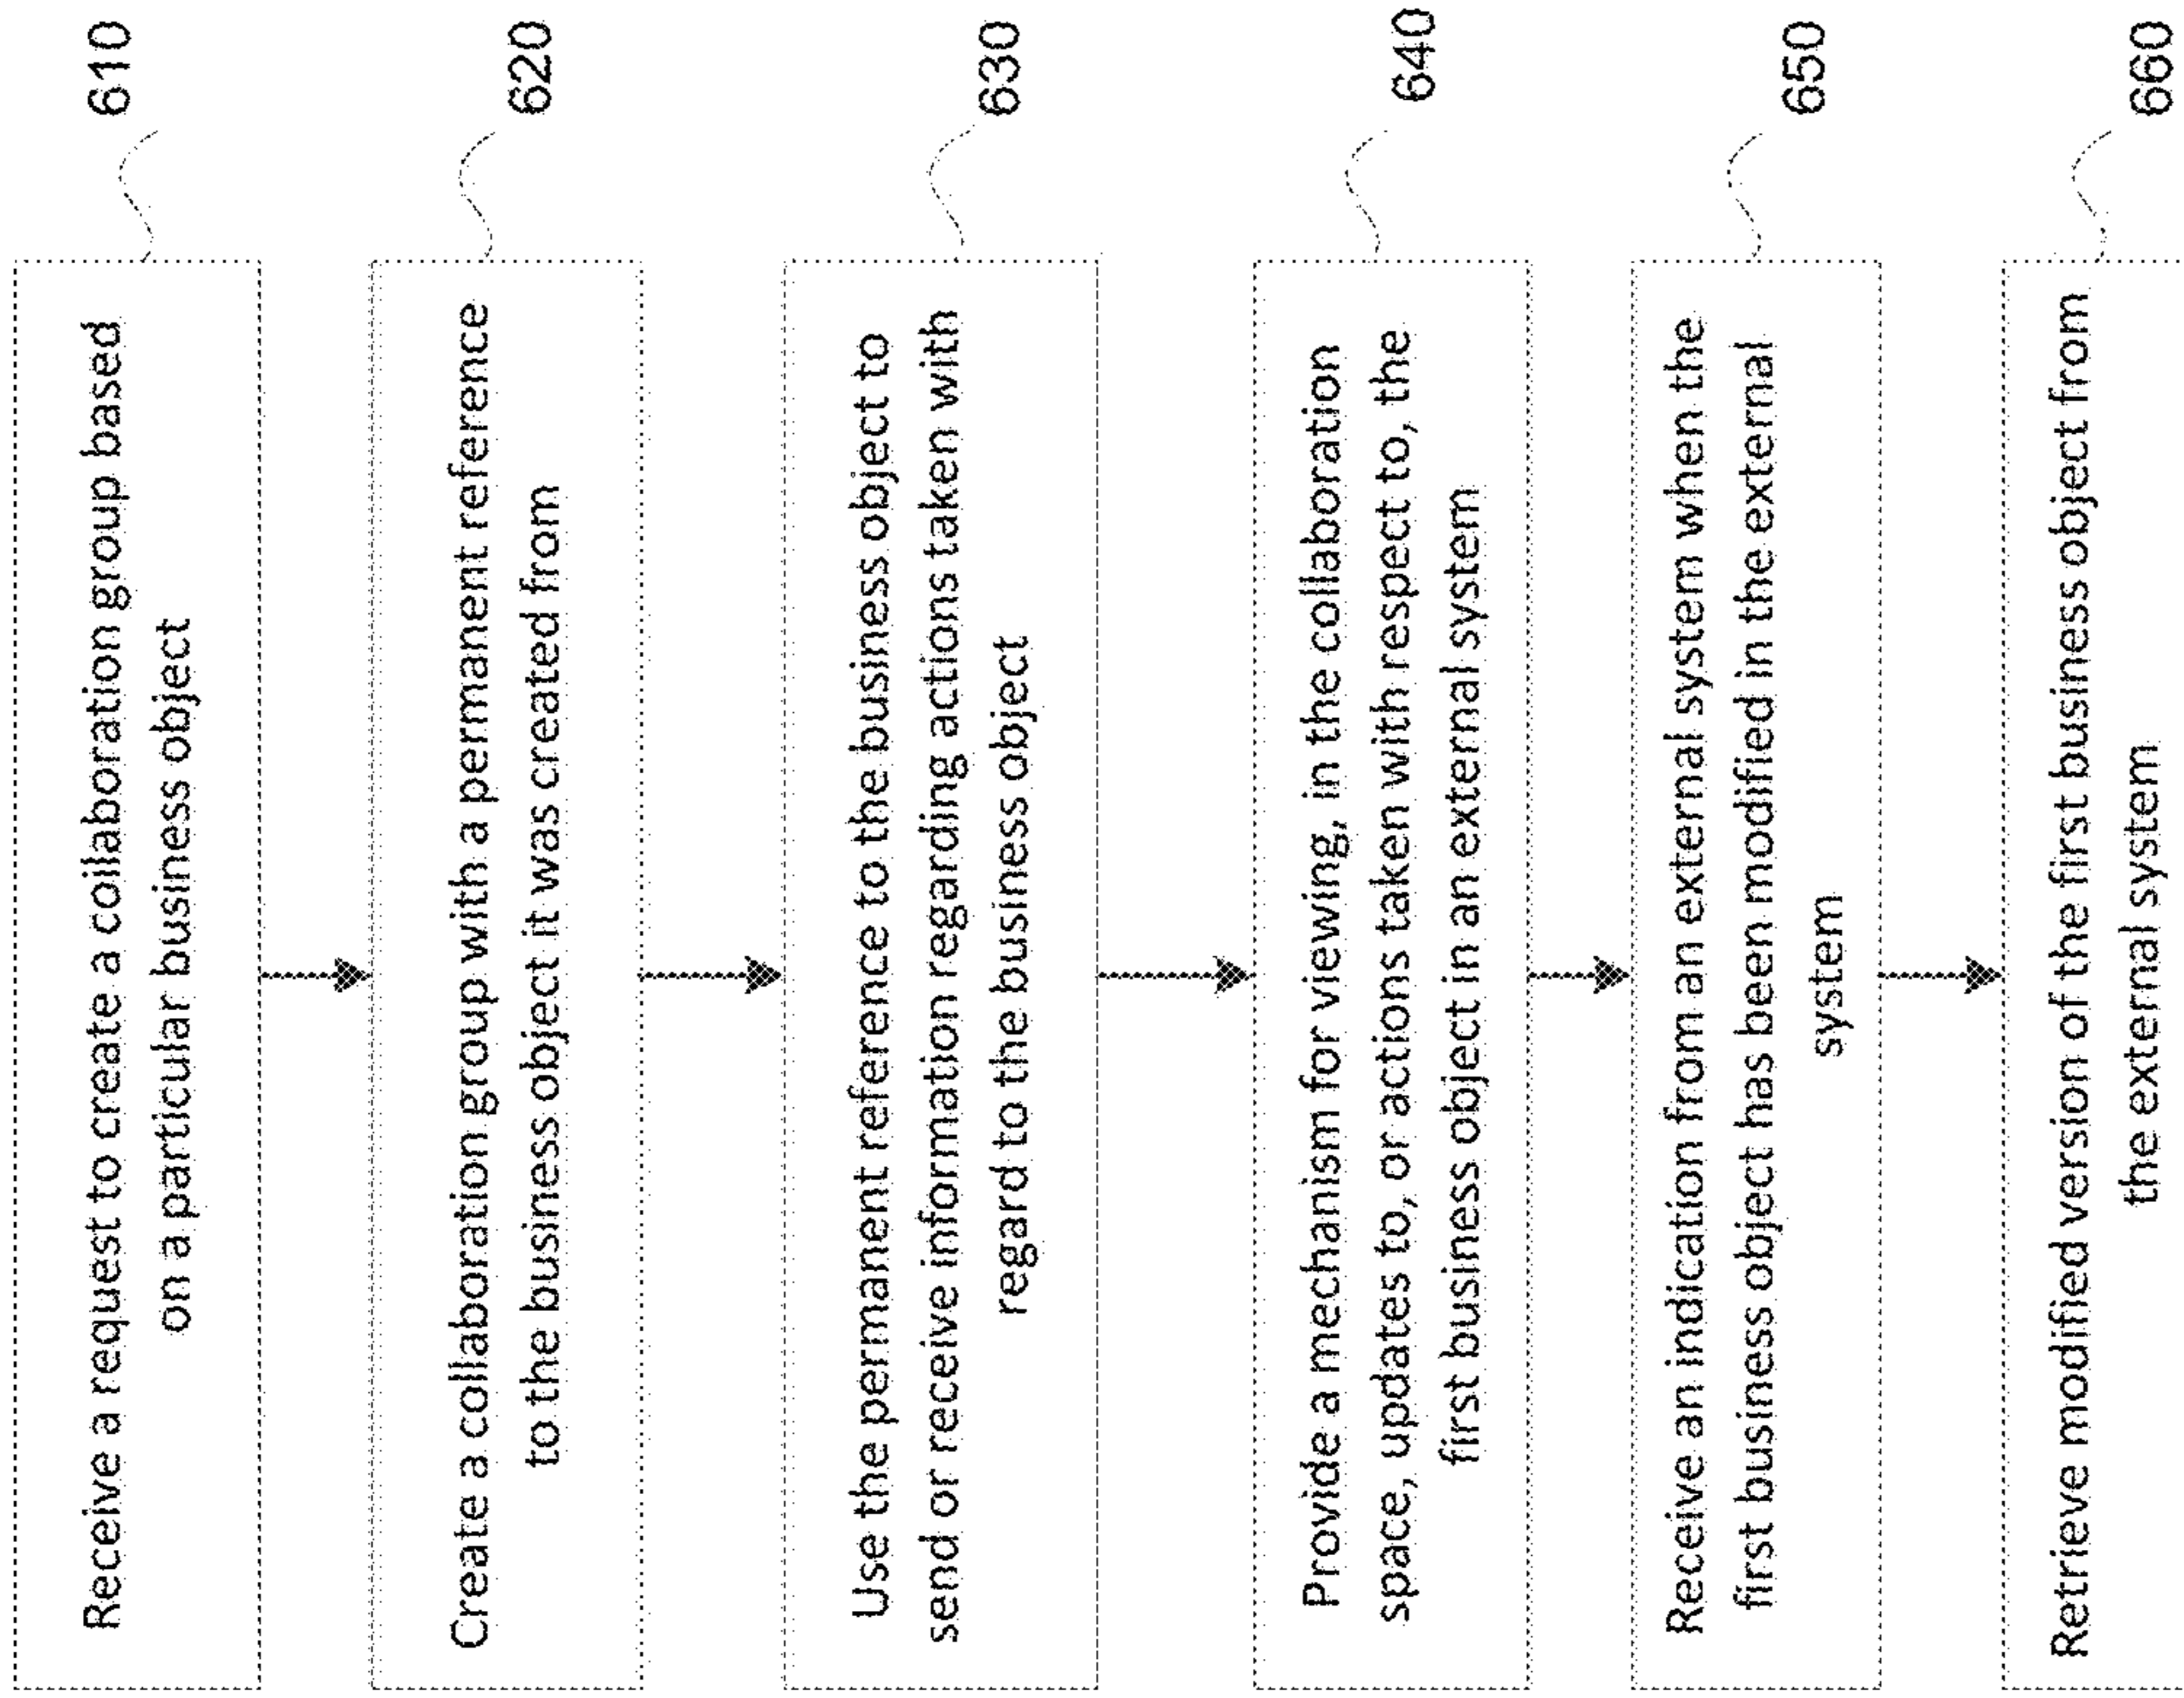 Receive a request to create a collaboration group based
on a particular business object
610
Create a collaboration group with a permanent reference
to the business object it was created from
620
Use the permanent reference to the business object to
send or receive information regarding actions taken with
regard to the business object
630
Provide a mechanism for viewing, in the collaboration
space, updates to, or actions taken with respect to, the
first business object in an external system
640
Receive an indication from an external system when the
first business object has been modified in the external
system
650
Retrieve modified version of the first business object from
the external system
660